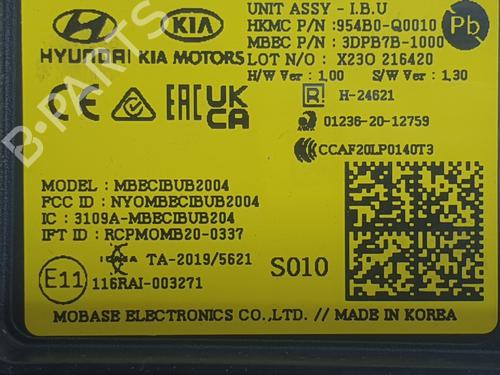 UNIT ASSY - I.B.U
HKMC P/N : 954B0-Q0010
MBEC P/N : 3DPB7B-1000
LOT N/O : X23O 216420
H/W Ver : 1,00 S/W Ver : 1,30
Pb
KIA
HYUNDAI KIA MOTORS
CE EAC UK CA
R H-24621
01236-20-12759
CCAF20LP0140T3
B-PARTS
MODEL : MBECIBUB2004
FCC ID : NYOMBECIBUB2004
IC : 3109A-MBECIBUB204
IFT ID : RCPMOMB20-0337
TA-2019/5621
E11 116RAI-003271
S010
MOBASE ELECTRONICS CO.,LTD. // MADE IN KOREA